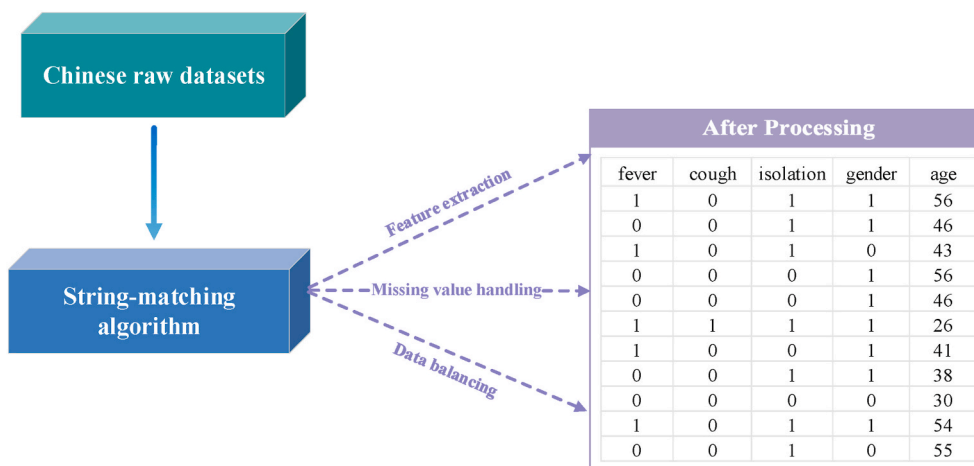 Chinese raw datasets
String-matching
algorithm
Feature extraction
Missing value handling
Data balancing
After Processing
fever cough isolation gender age
1 0 1 1 56
0 0 1 1 46
1 0 1 0 43
0 0 0 1 56
0 0 0 1 46
1 1 1 1 26
1 0 0 1 41
0 0 1 1 38
0 0 0 0 30
1 0 1 1 54
0 0 1 0 55